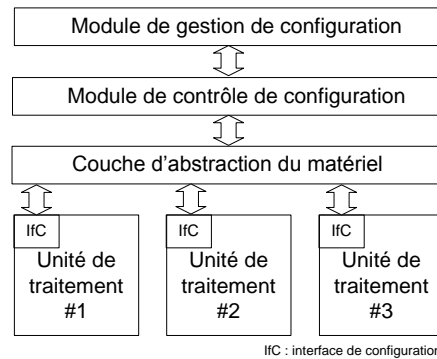 Module de gestion de configuration
Module de contrôle de configuration
Couche d'abstraction du matériel
IfC
IfC
IfC
Unité de
traitement
#1
Unité de
traitement
#2
Unité de
traitement
#3
IfC : interface de configuration